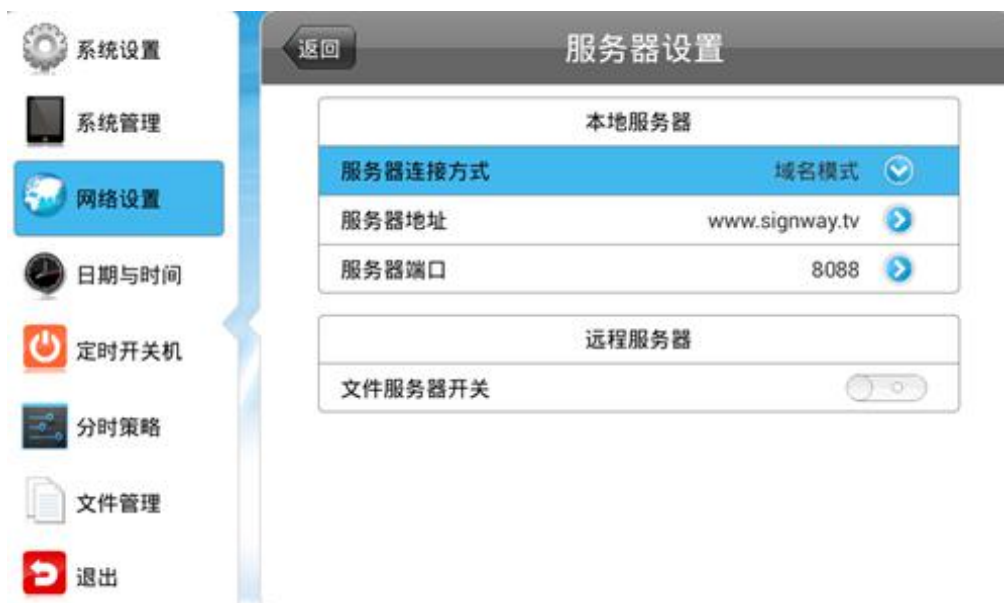 系统设置
系统管理
网络设置
日期与时间
定时开关机
分时策略
文件管理
退出
返回
服务器设置
本地服务器
服务器连接方式 域名模式
服务器地址 www.signway.tv
服务器端口 8088
远程服务器
文件服务器开关